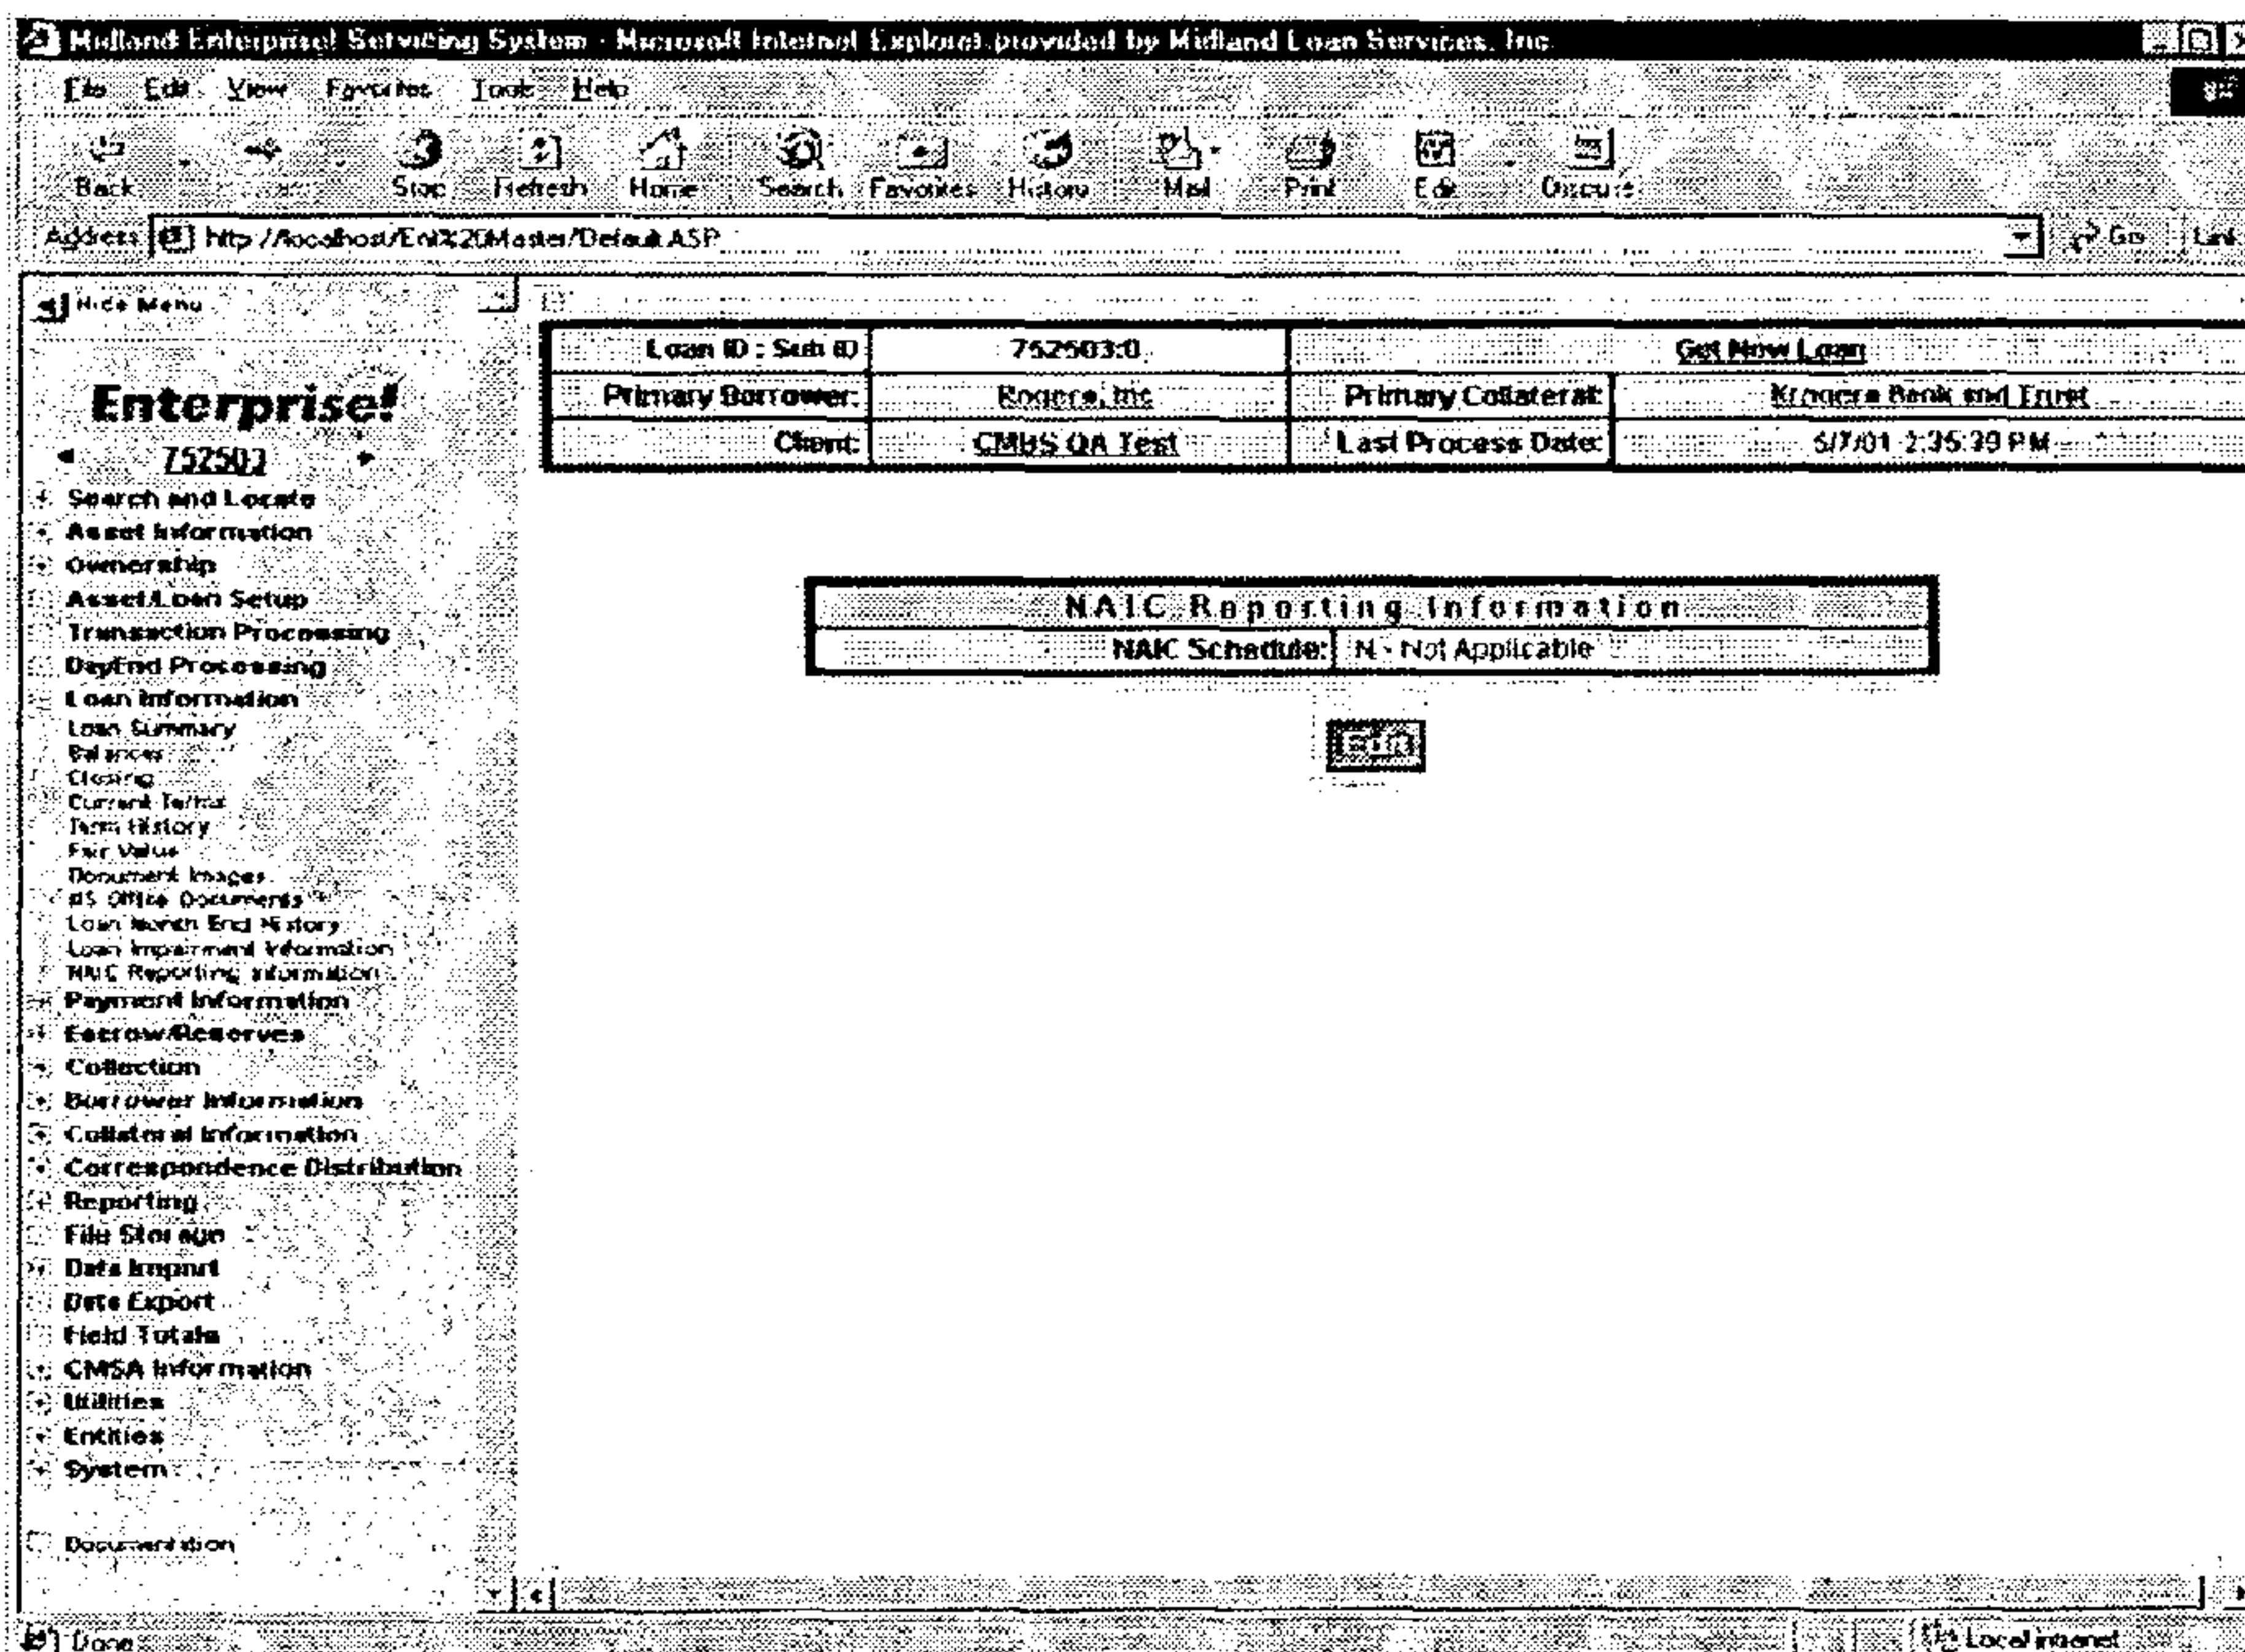 Midland Enterprise! Servicing System - Microsoft Internet Explorer provided by Midland Loan Services, Inc.
File Edit View Favorites Tools Help
Back Stop Refresh Home Search Favorites History Mail Print Edit Discuss
Address http://localhost/Ent%20Master/Default.ASP Go Links
Hide Menu
Loan ID : Sub ID 752503:0 Get New Loan
Primary Borrower: Rogers, Inc Primary Collateral: Krogers Bank and Trust
Client: CMBS QA Test Last Process Date: 2:35:39 PM
Enterprise!
752503
Search and Locate
Asset Information
Ownership
Asset/Loan Setup
Transaction Processing
DayEnd Processing
Loan Information
Loan Summary
Balances
Closing
Current Terms
Term History
Fair Value
Document Images
MS Office Documents
Loan Month End History
Loan Impairment Information
NAIC Reporting Information
Payment Information
Escrow/Reserves
Collection
Borrower Information
Collateral Information
Correspondence Distribution
Reporting
File Storage
Data Import
Data Export
Field Totals
CMSA Information
Utilities
Entities
System
Documentation
NAIC Reporting Information
NAIC Schedule: N - Not Applicable
Edit
Done Local intranet